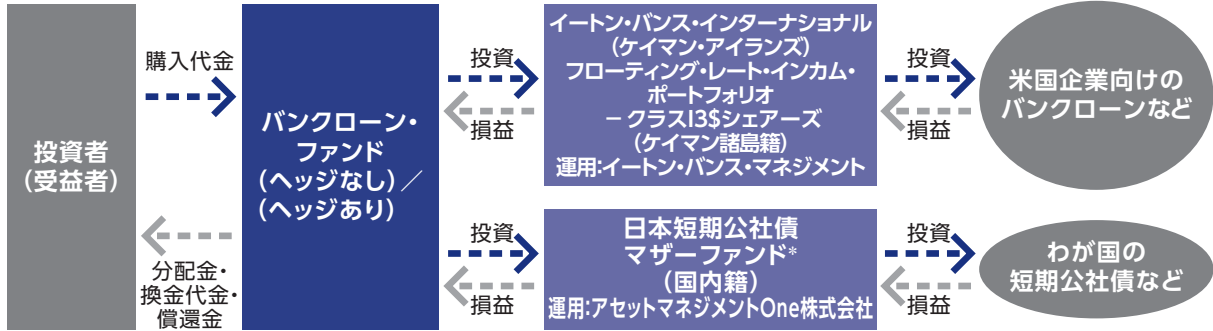 投資者
(受益者)
購入代金
分配金・
換金代金・
償還金
バンクローン・
ファンド
(ヘッジなし)／
(ヘッジあり)
投資
損益
イートン・バンス・インターナショナル
(ケイマン・アイランズ)
フローティング・レート・インカム・
ポートフォリオ
－クラスI3$シェアーズ
(ケイマン諸島籍)
運用:イートン・バンス・マネジメント
投資
損益
米国企業向けの
バンクローンなど
投資
損益
日本短期公社債
マザーファンド*
(国内籍)
運用:アセットマネジメントOne株式会社
投資
損益
わが国の
短期公社債など